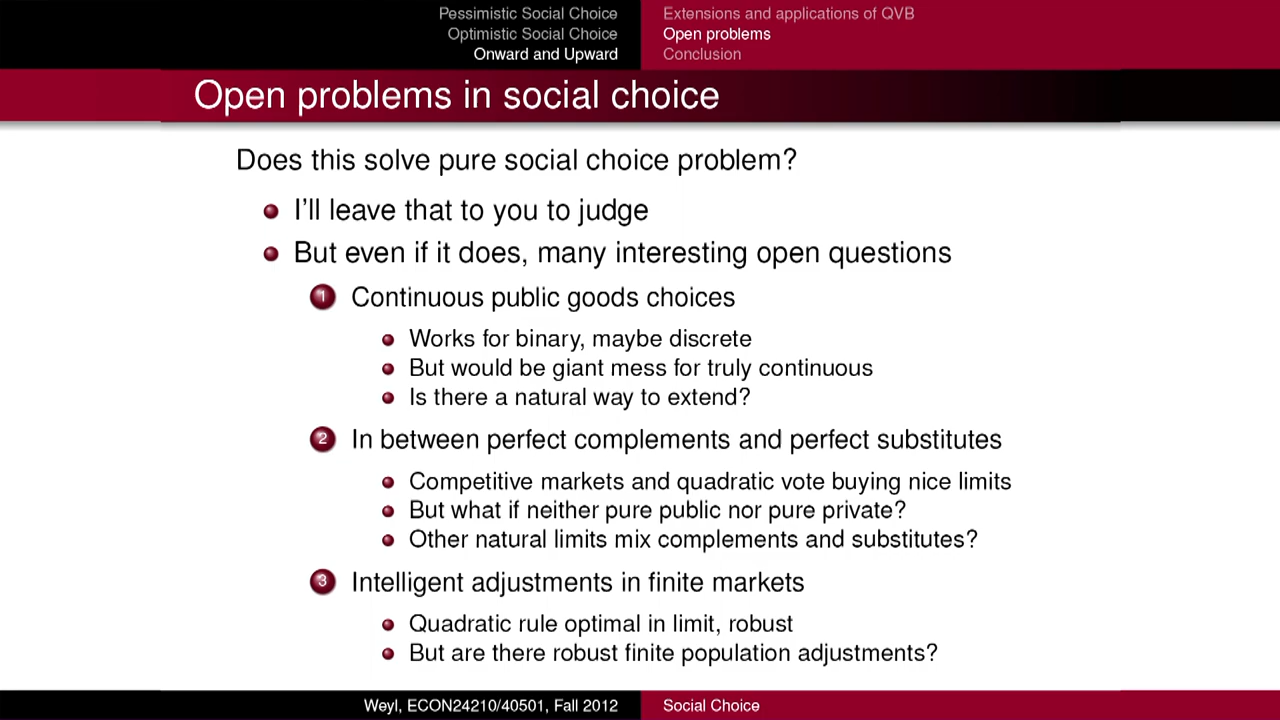 Pessimistic Social Choice
Optimistic Social Choice
Onward and Upward
Extensions and applications of QVB
Open problems
Conclusion
Open problems in social choice
Does this solve pure social choice problem?
I'll leave that to you to judge
But even if it does, many interesting open questions
1 Continuous public goods choices
Works for binary, maybe discrete
But would be giant mess for truly continuous
Is there a natural way to extend?
2 In between perfect complements and perfect substitutes
Competitive markets and quadratic vote buying nice limits
But what if neither pure public nor pure private?
Other natural limits mix complements and substitutes?
3 Intelligent adjustments in finite markets
Quadratic rule optimal in limit, robust
But are there robust finite population adjustments?
Weyl, ECON24210/40501, Fall 2012
Social Choice